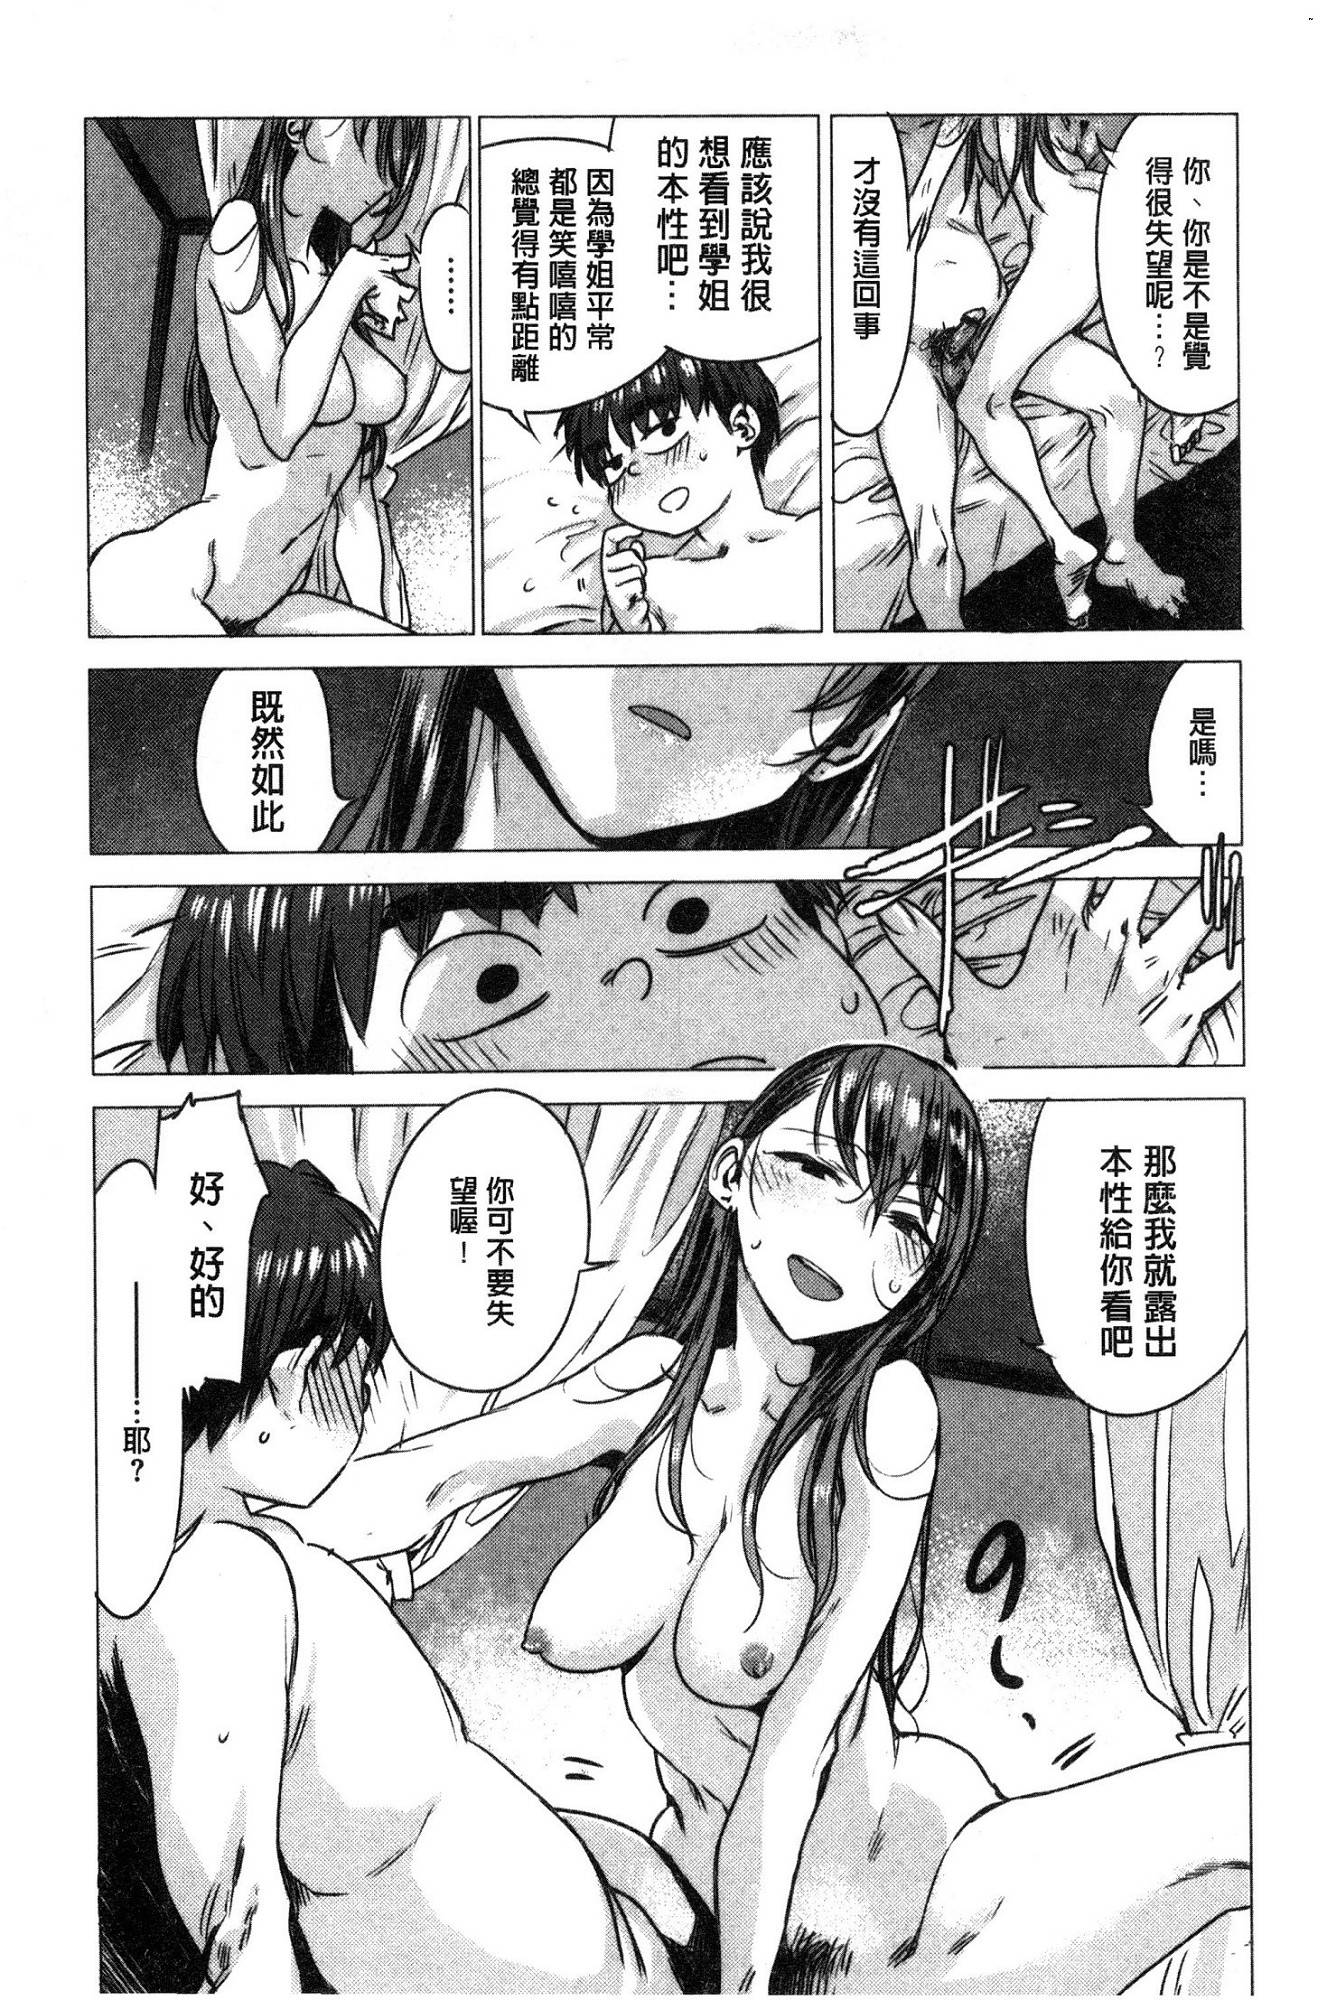 你、你是不是覺
得很失望呢…?
才沒有這回事
應該說我很
想看到學姐
的本性吧…
因為學姐平常
都是笑嘻嘻的
總覺得有點距離
……
是嗎…
既然如此
那麼我就露出
本性給你看吧
你可不要失
望喔!
好、好的
――……耶?